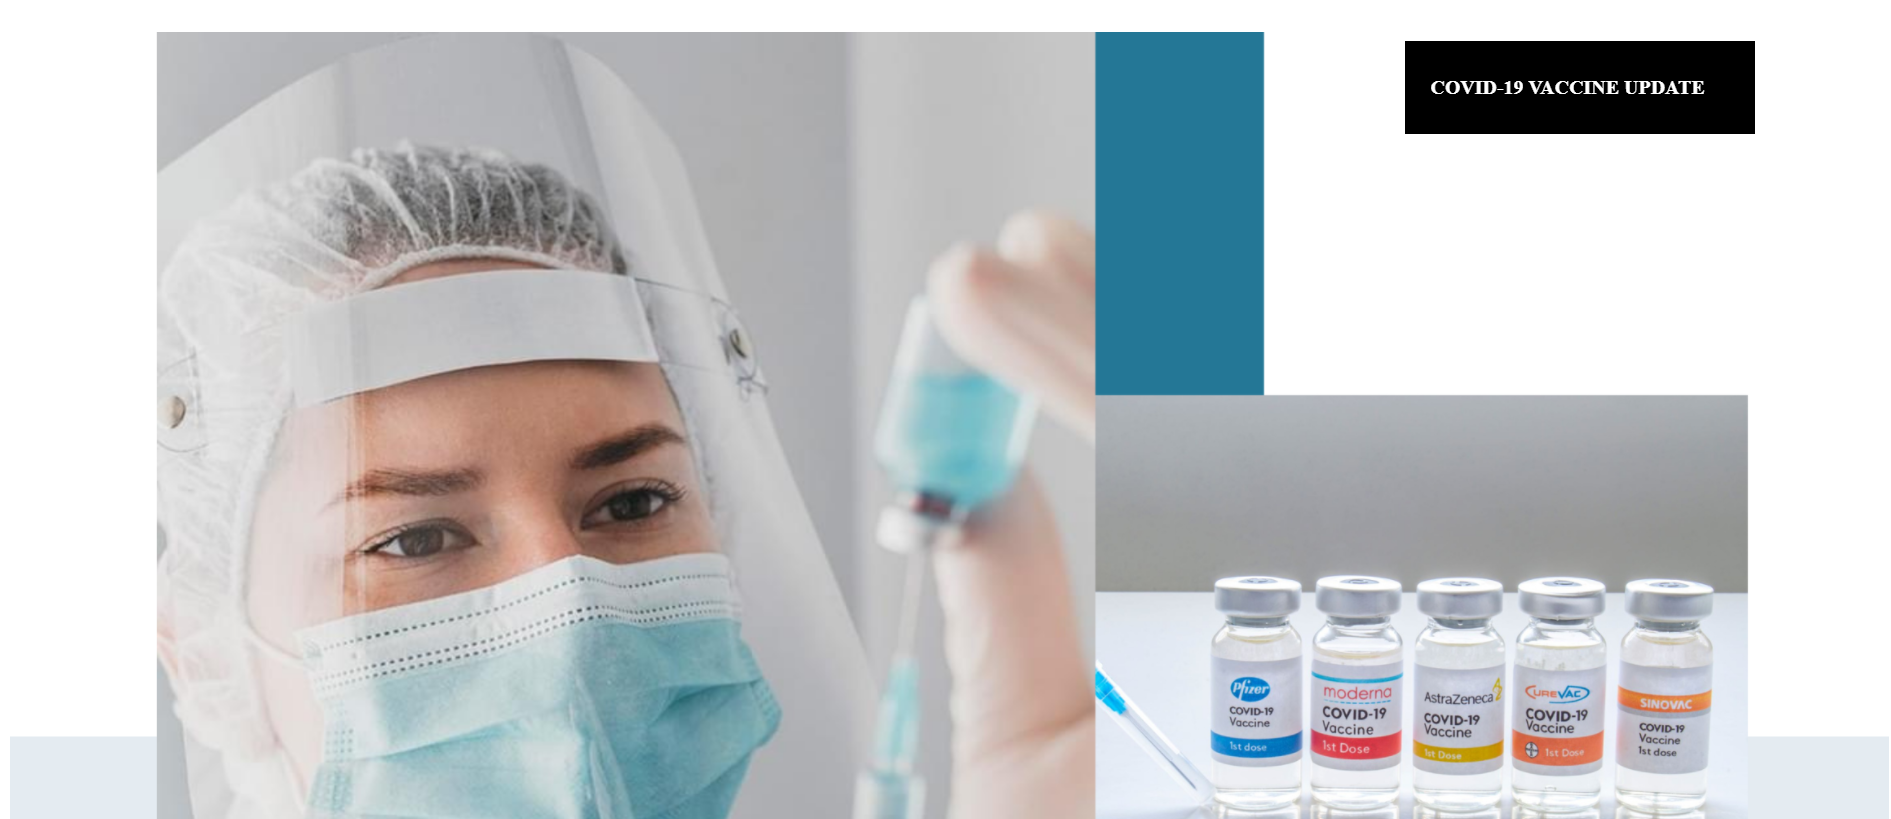 COVID-19 VACCINE UPDATE
Pfizer
COVID-19
Vaccine
1st dose
moderna
COVID-19
Vaccine
1st Dose
AstraZeneca
COVID-19
Vaccine
1st Dose
CUREVAC
COVID-19
Vaccine
1st Dose
SINOVAC
COVID-19
Vaccine
1st dose